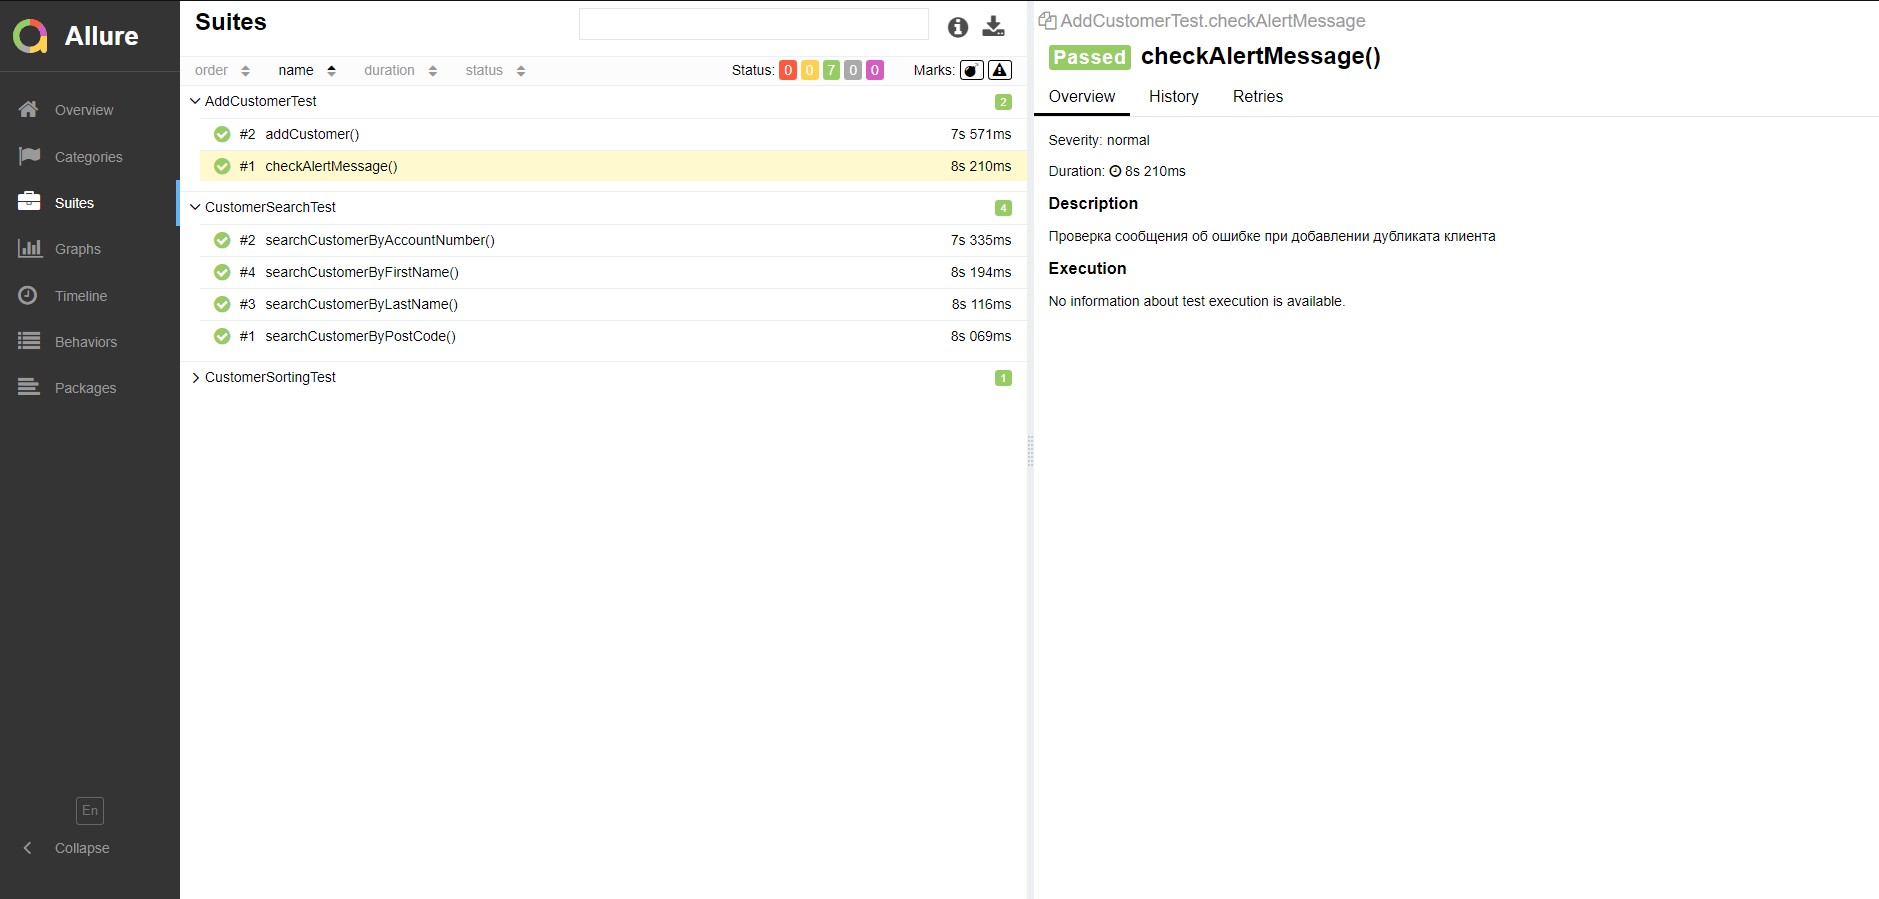 Allure
Overview
Categories
Suites
Graphs
Timeline
Behaviors
Packages
En
Collapse
Suites
order name duration status Status: 0 0 7 0 0 Marks:
AddCustomerTest 2
#2 addCustomer() 7s 571ms
#1 checkAlertMessage() 8s 210ms
CustomerSearchTest 4
#2 searchCustomerByAccountNumber() 7s 335ms
#4 searchCustomerByFirstName() 8s 194ms
#3 searchCustomerByLastName() 8s 116ms
#1 searchCustomerByPostCode() 8s 069ms
CustomerSortingTest 1
AddCustomerTest.checkAlertMessage
Passed checkAlertMessage()
Overview History Retries
Severity: normal
Duration: 8s 210ms
Description
Проверка сообщения об ошибке при добавлении дубликата клиента
Execution
No information about test execution is available.